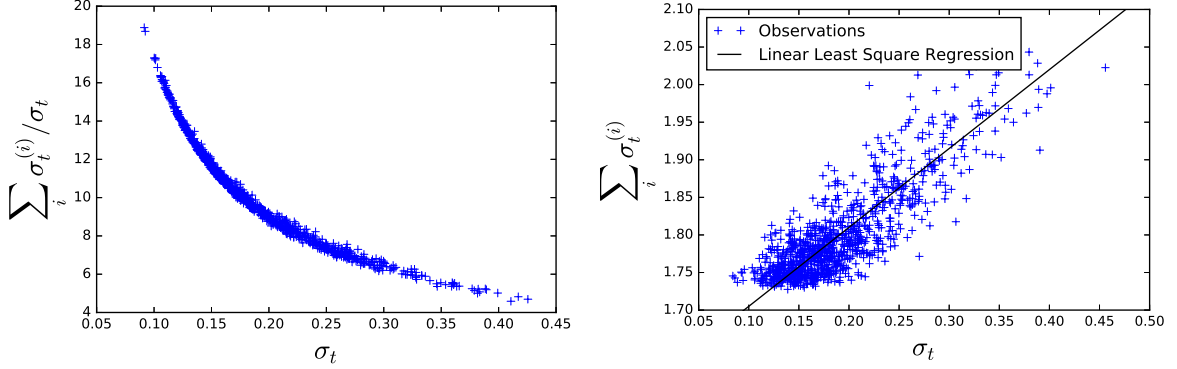 20
18
16
14
12
10
8
6
4
0.05 0.10 0.15 0.20 0.25 0.30 0.35 0.40 0.45
σt
∑i σt(i)/σt
2.10
2.05
2.00
1.95
1.90
1.85
1.80
1.75
1.70
0.05 0.10 0.15 0.20 0.25 0.30 0.35 0.40 0.45 0.50
σt
∑i σt(i)
Observations
Linear Least Square Regression